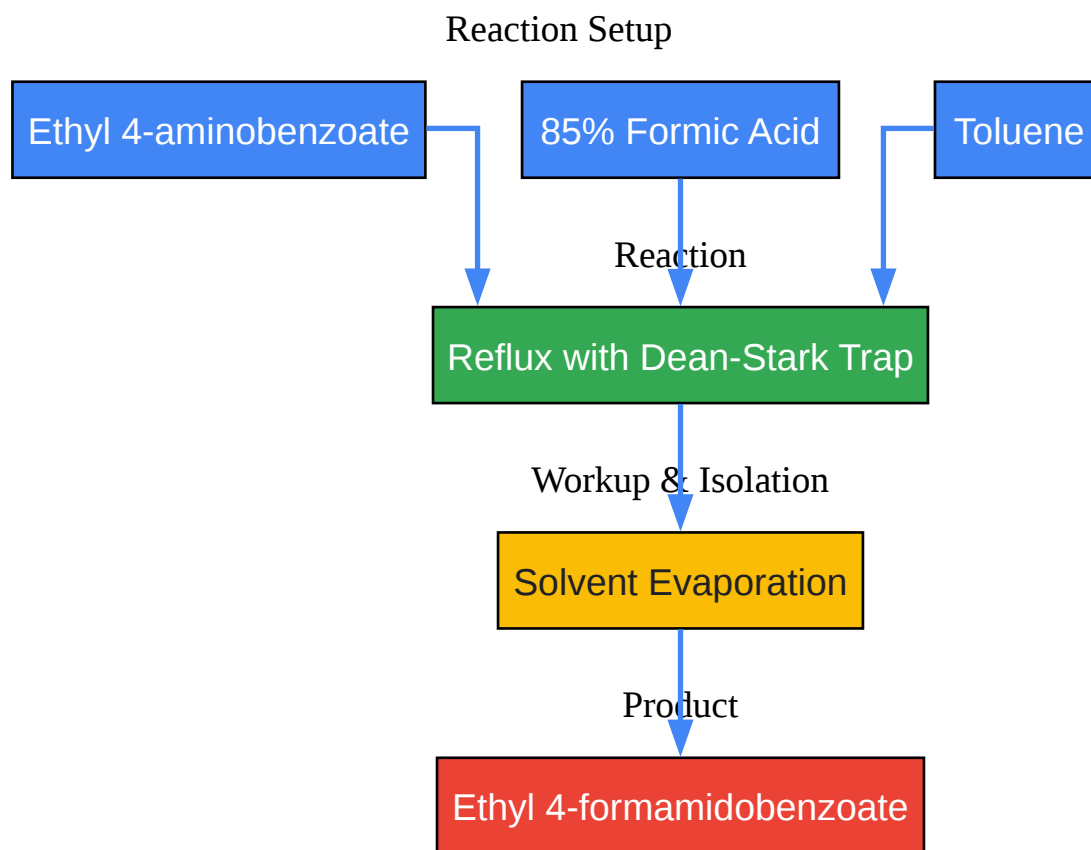 Reaction Setup
Ethyl 4-aminobenzoate
85% Formic Acid
Toluene
Reaction
Reflux with Dean-Stark Trap
Workup & Isolation
Solvent Evaporation
Product
Ethyl 4-formamidobenzoate